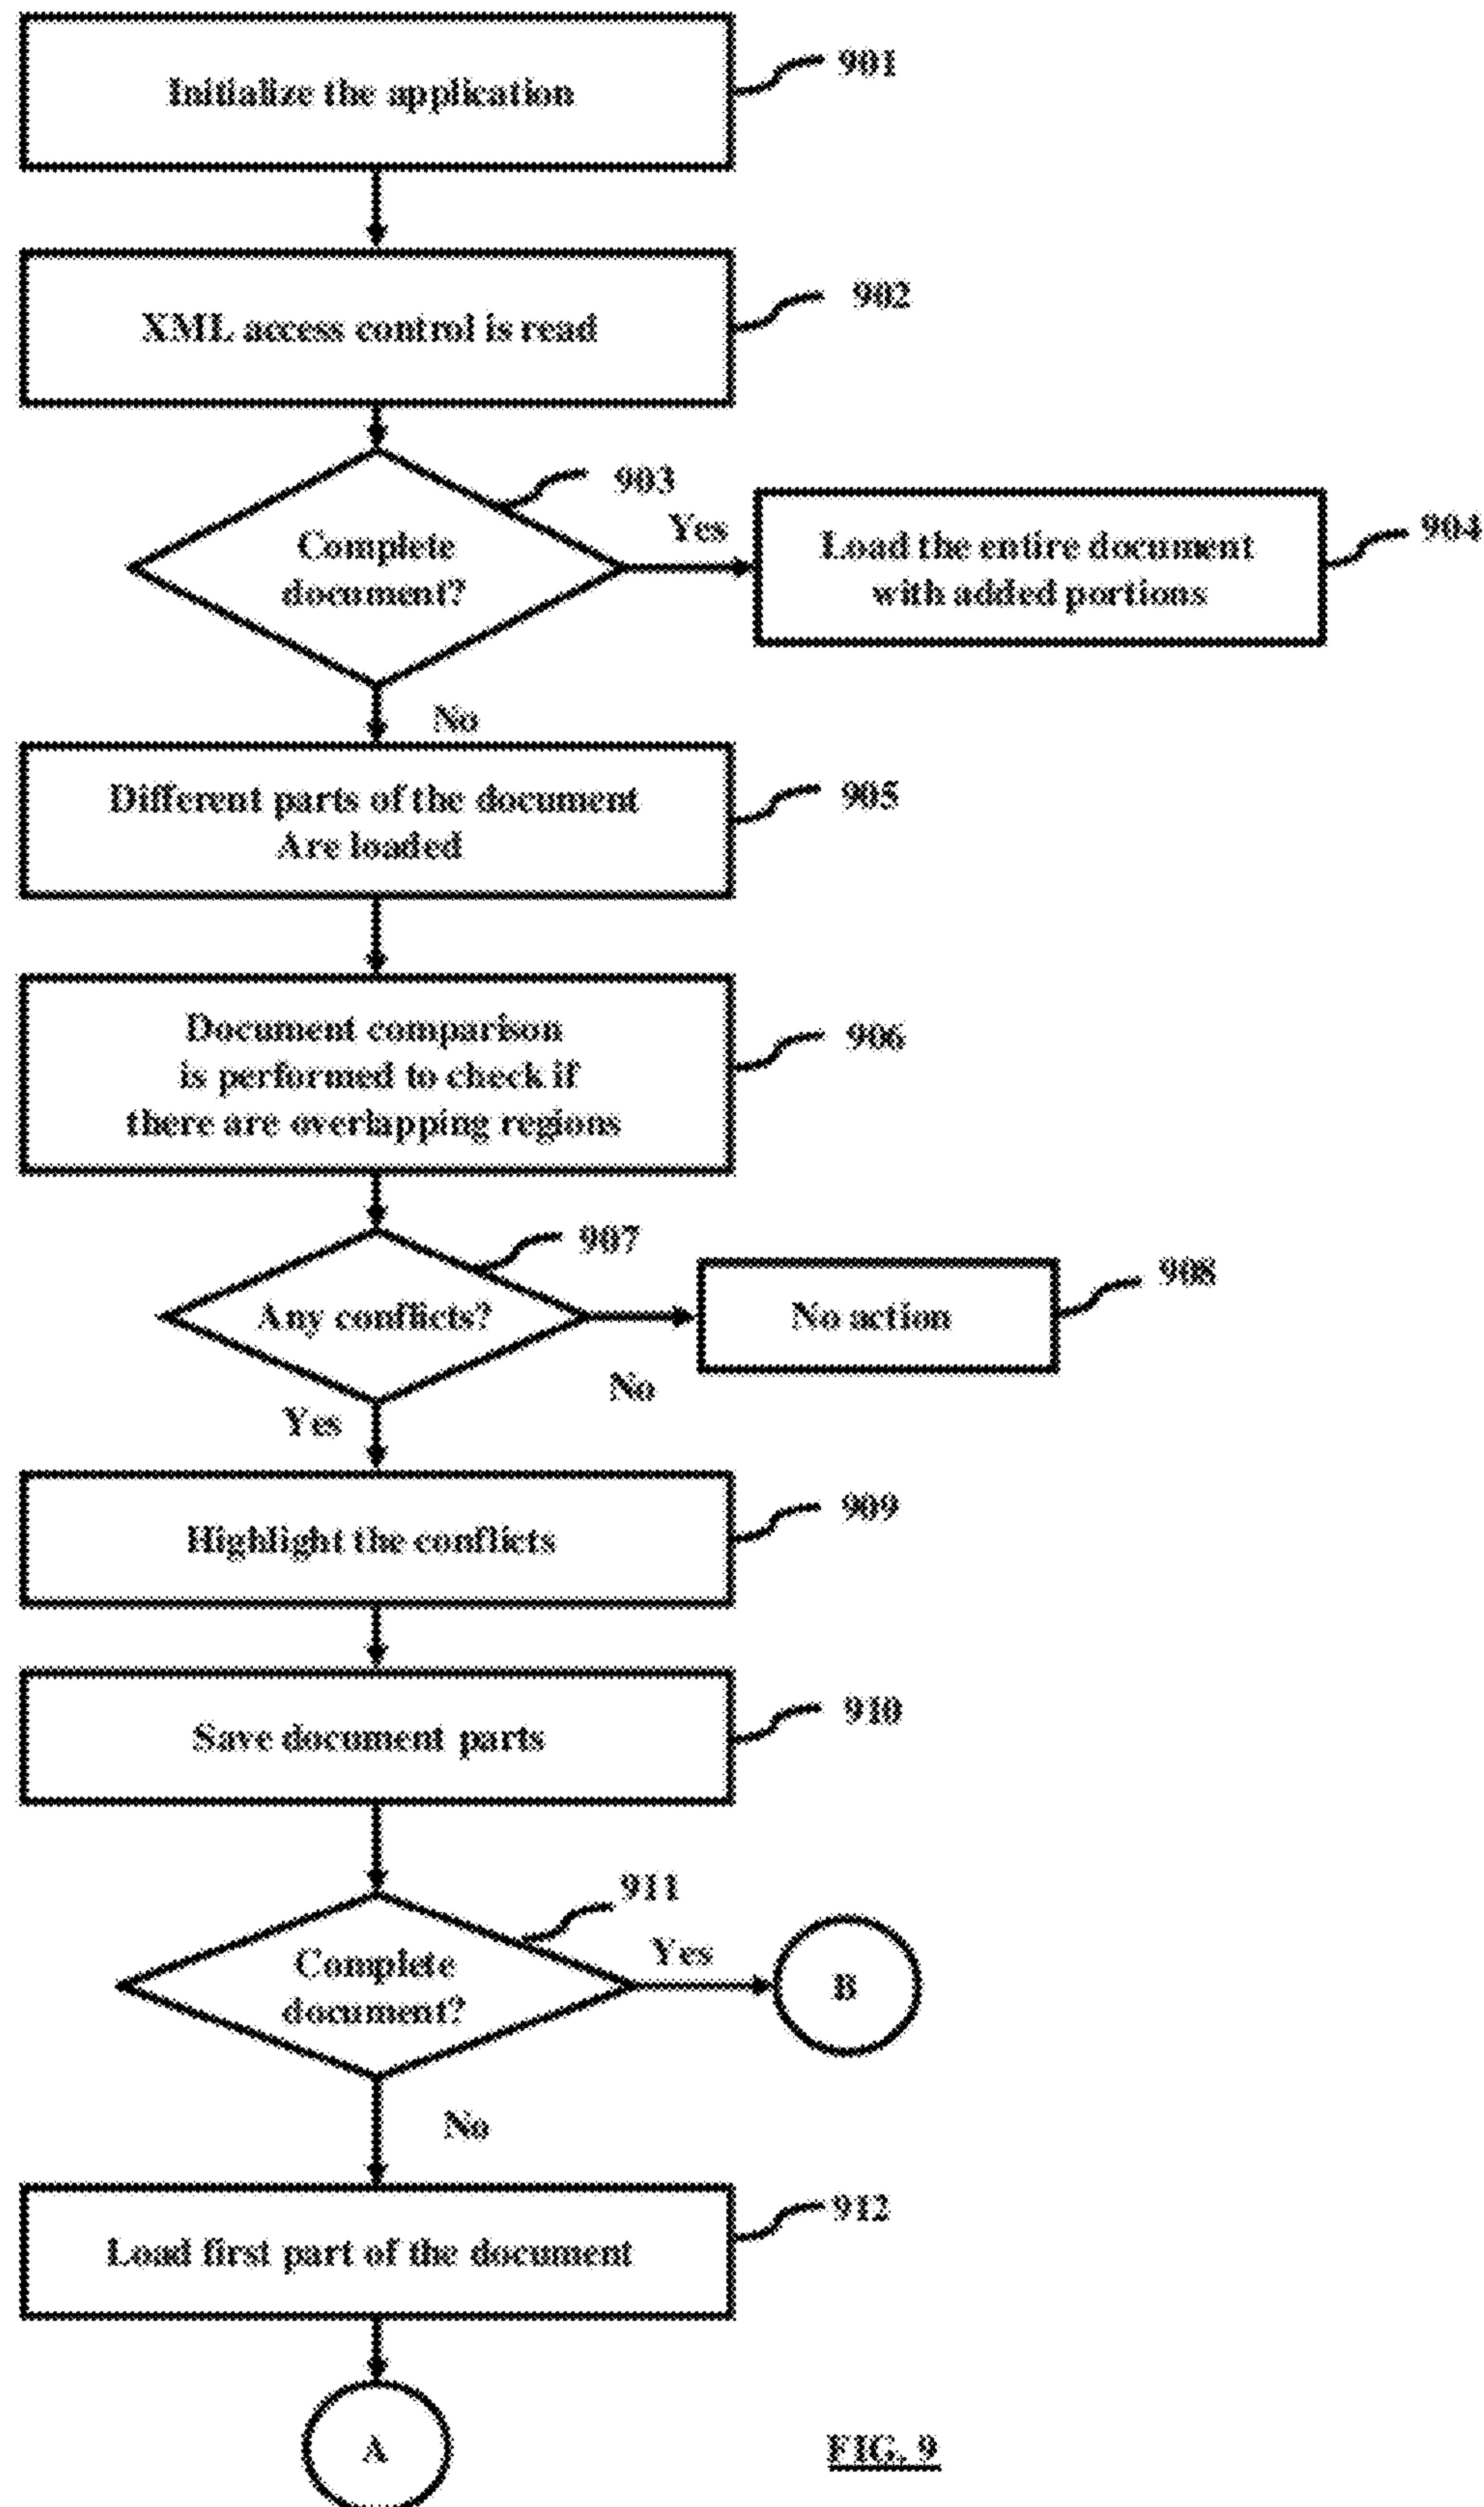 Initialize the application
901
XML access control is read
902
903
Complete
document?
Yes
Load the entire document
with added portions
904
No
Different parts of the document
Are loaded
905
Document comparison
is performed to check if
there are overlapping regions
906
907
Any conflicts?
No action
908
No
Yes
Highlight the conflicts
909
Save document parts
910
911
Complete
document?
Yes
B
No
Load first part of the document
912
A
FIG. 9